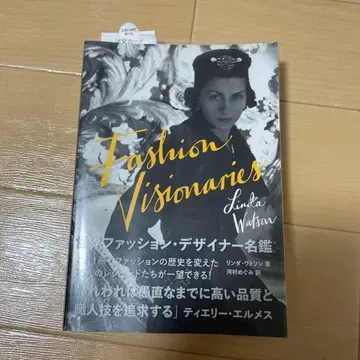 Fashion
Visionaries
Linda
Watson
ファッション・デザイナー名鑑
ファッションの歴史を変えた
のレジェンドたちが一望できる!
リンダ・ワトソン 著
河村めぐみ 訳
れわれは愚直なまでに高い品質と
職人技を追求する」ティエリー・エルメス